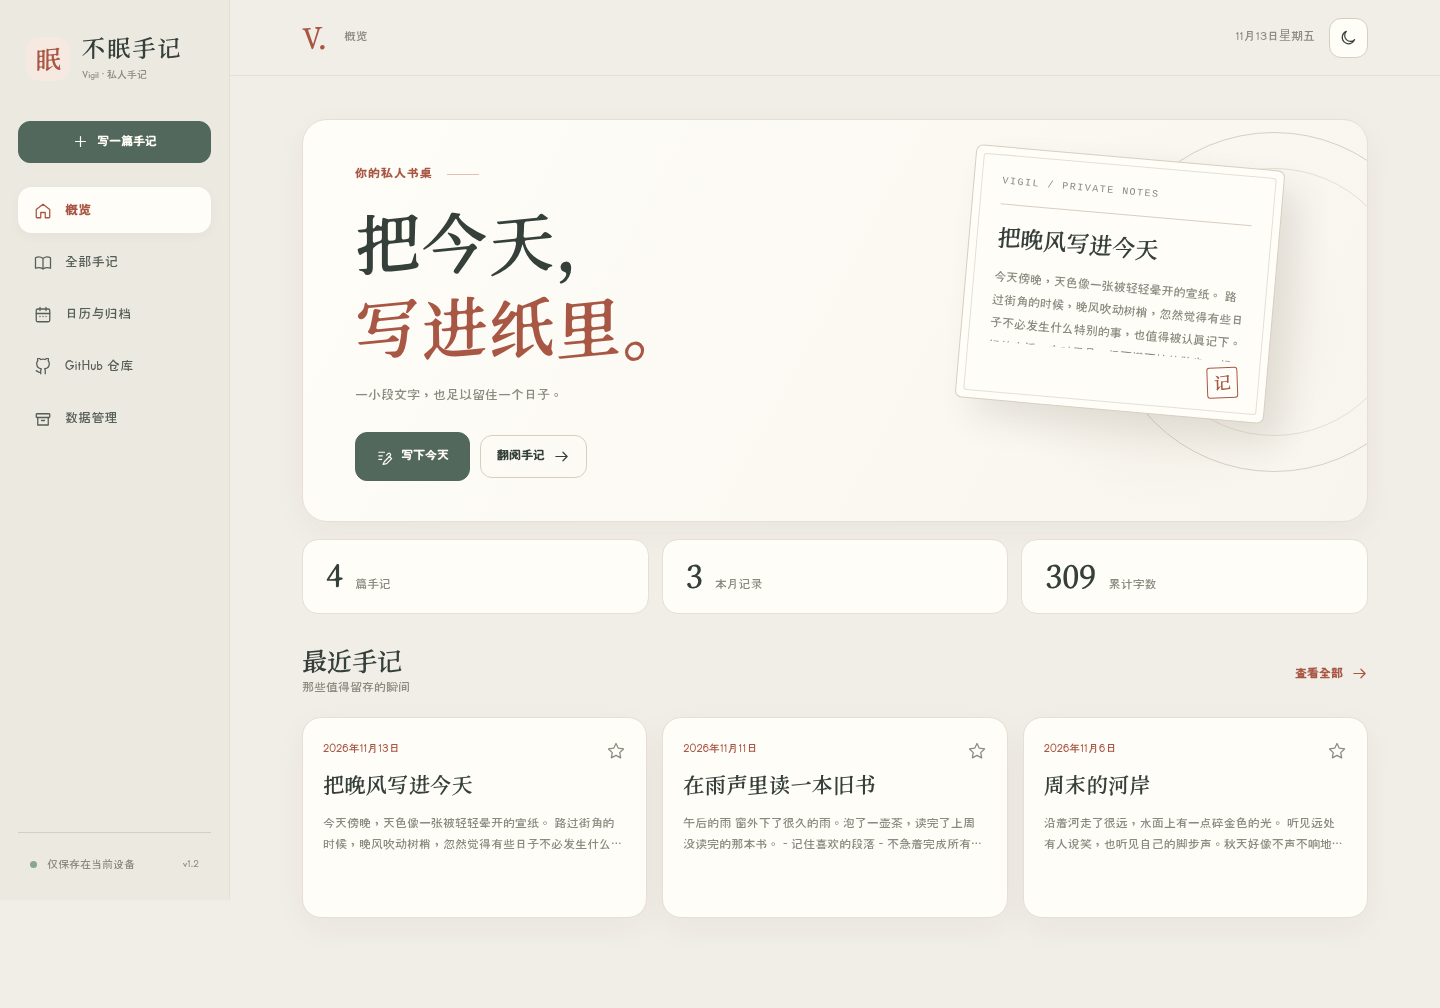 眠
不眠手记
Vigil · 私人手记
写一篇手记
概览
全部手记
日历与归档
GitHub 仓库
数据管理
仅保存在当前设备
v1.2
V.
概览
11月13日星期五
你的私人书桌
把今天，
写进纸里。
一小段文字，也足以留住一个日子。
写下今天
翻阅手记
VIGIL / PRIVATE NOTES
把晚风写进今天
今天傍晚，天色像一张被轻轻晕开的宣纸。 路
过街角的时候，晚风吹动树梢，忽然觉得有些日
子不必发生什么特别的事，也值得被认真记下。
记
4 篇手记
3 本月记录
309 累计字数
最近手记
那些值得留存的瞬间
查看全部
2026年11月13日
把晚风写进今天
今天傍晚，天色像一张被轻轻晕开的宣纸。 路过街角的
时候，晚风吹动树梢，忽然觉得有些日子不必发生什么…
2026年11月11日
在雨声里读一本旧书
午后的雨 窗外下了很久的雨。泡了一壶茶，读完了上周
没读完的那本书。 - 记住喜欢的段落 - 不急着完成所有…
2026年11月6日
周末的河岸
沿着河走了很远，水面上有一点碎金色的光。 听见远处
有人说笑，也听见自己的脚步声。秋天好像不声不响地…